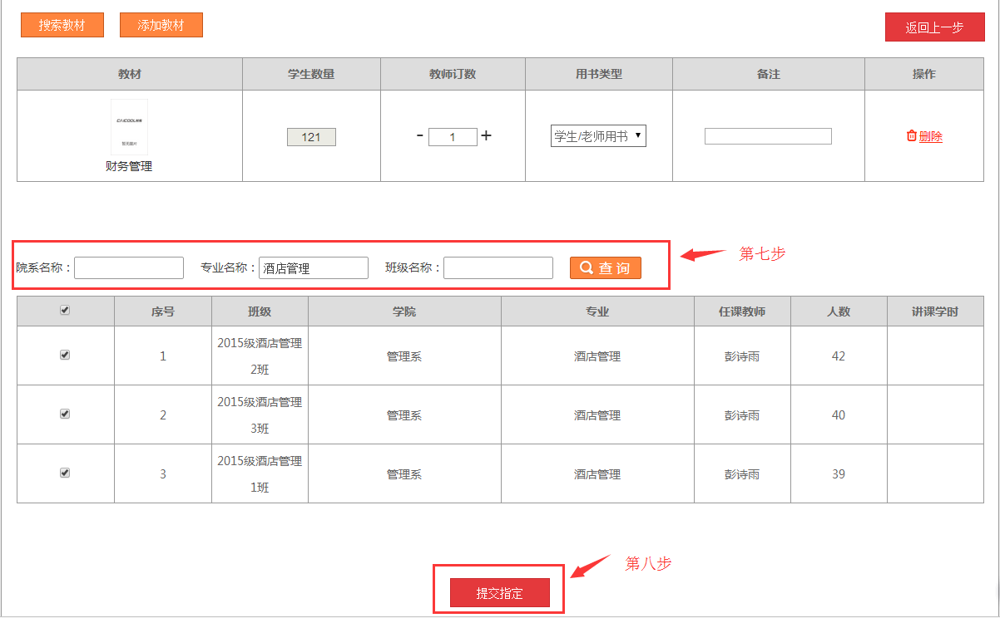 搜索教材 添加教材 返回上一步
教材 学生数量 教师订数 用书类型 备注 操作
CAICOOL
暂无图片
财务管理
121
- 1 +
学生/老师用书
删除
第七步
院系名称： 专业名称：酒店管理 班级名称： 查 询
序号 班级 学院 专业 任课教师 人数 讲课学时
1 2015级酒店管理 管理系 酒店管理 彭诗雨 42
2班
2 2015级酒店管理 管理系 酒店管理 彭诗雨 40
3班
3 2015级酒店管理 管理系 酒店管理 彭诗雨 39
1班
第八步
提交指定